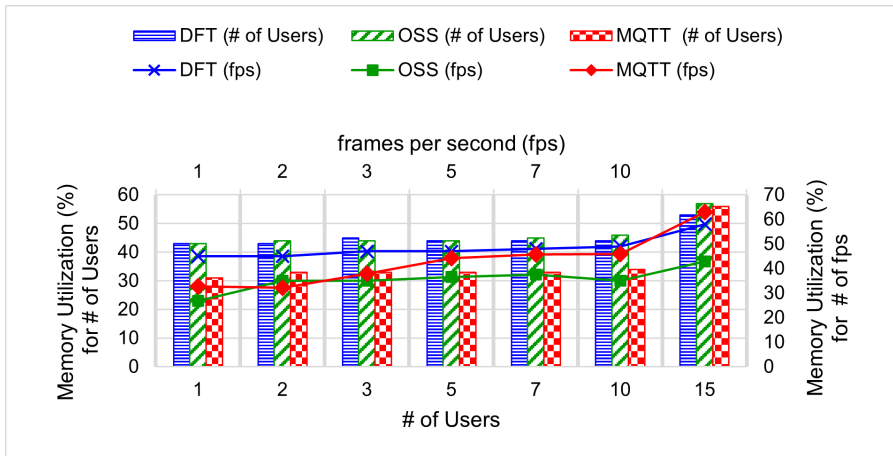 DFT (# of Users) OSS (# of Users) MQTT (# of Users)
DFT (fps) OSS (fps) MQTT (fps)
frames per second (fps)
1 2 3 5 7 10
Memory Utilization (%)
for # of Users
60
50
40
30
20
10
0
70
60
50
40
30
20
10
0
Memory Utilization (%)
for # of fps
1 2 3 5 7 10 15
# of Users